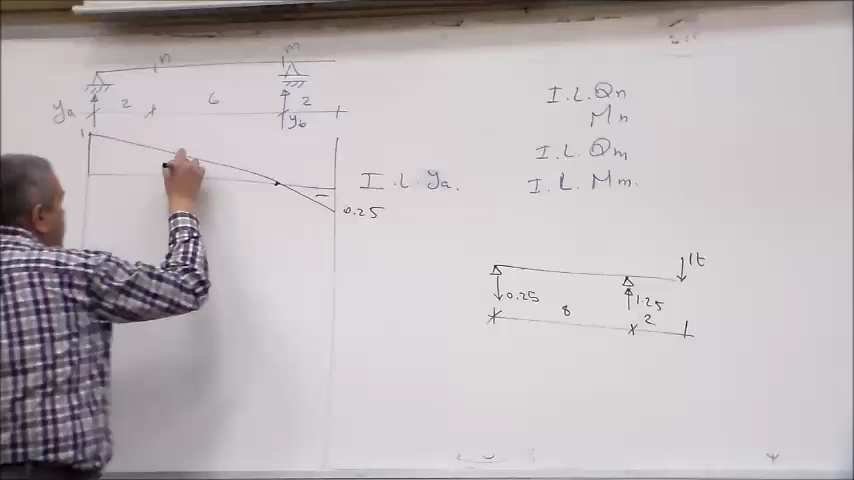 n m
Ya 2 6 yb 2
1
I.L. Ya.
0.25
I.L. Qn
Mn
I.L. Qm
I.L. Mm.
1t
0.25 1.25
8 2